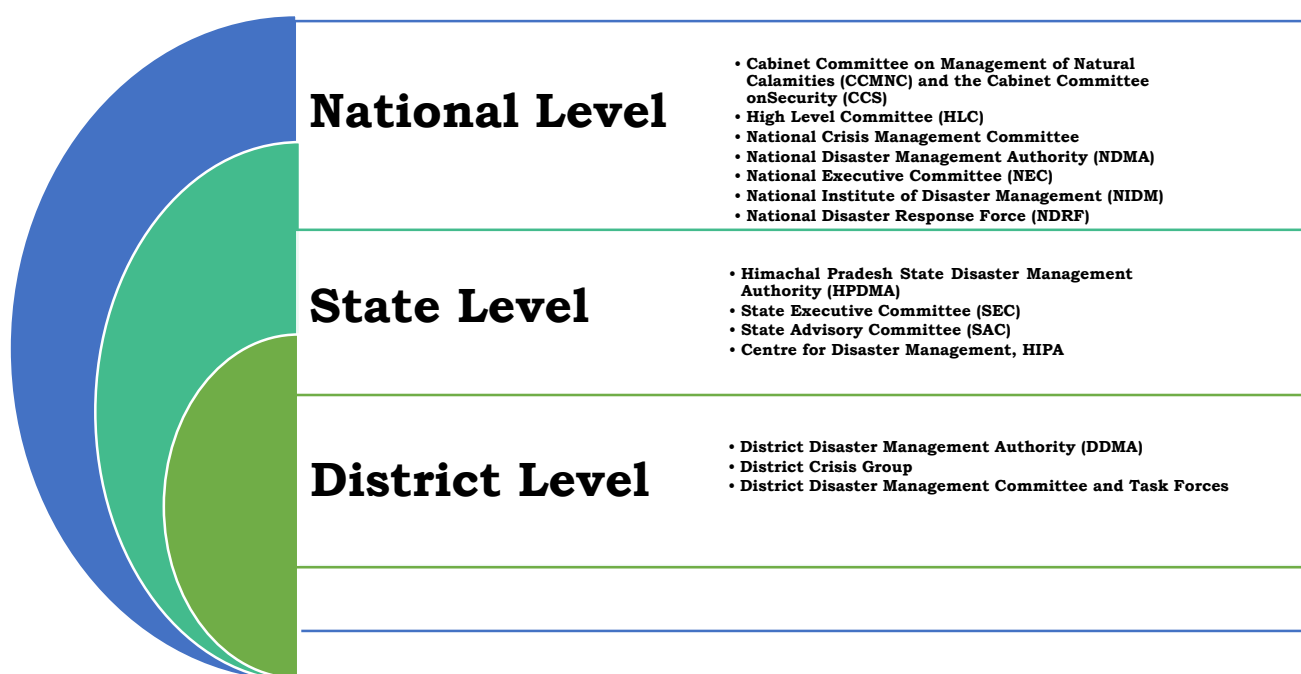 National Level
• Cabinet Committee on Management of Natural
Calamities (CCMNC) and the Cabinet Committee
onSecurity (CCS)
• High Level Committee (HLC)
• National Crisis Management Committee
• National Disaster Management Authority (NDMA)
• National Executive Committee (NEC)
• National Institute of Disaster Management (NIDM)
• National Disaster Response Force (NDRF)
State Level
• Himachal Pradesh State Disaster Management
Authority (HPDMA)
• State Executive Committee (SEC)
• State Advisory Committee (SAC)
• Centre for Disaster Management, HIPA
District Level
• District Disaster Management Authority (DDMA)
• District Crisis Group
• District Disaster Management Committee and Task Forces